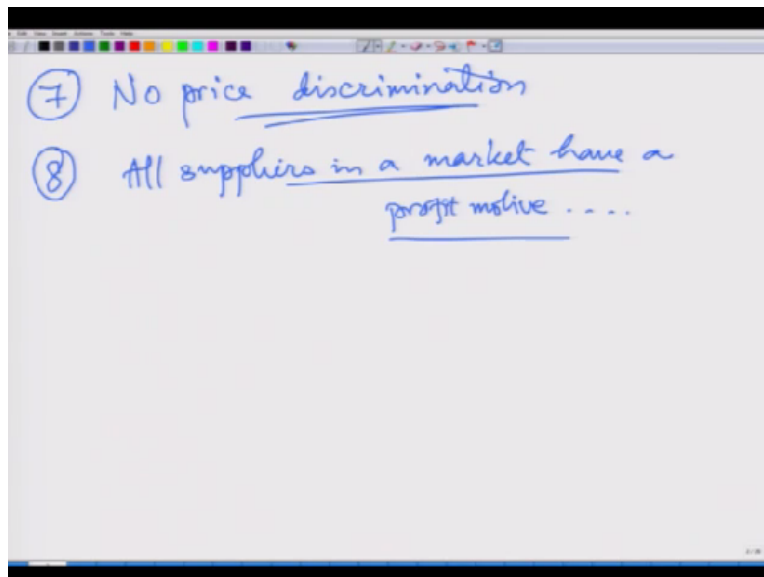 7 No price discrimination
8 All suppliers in a market have a
profit motive ....